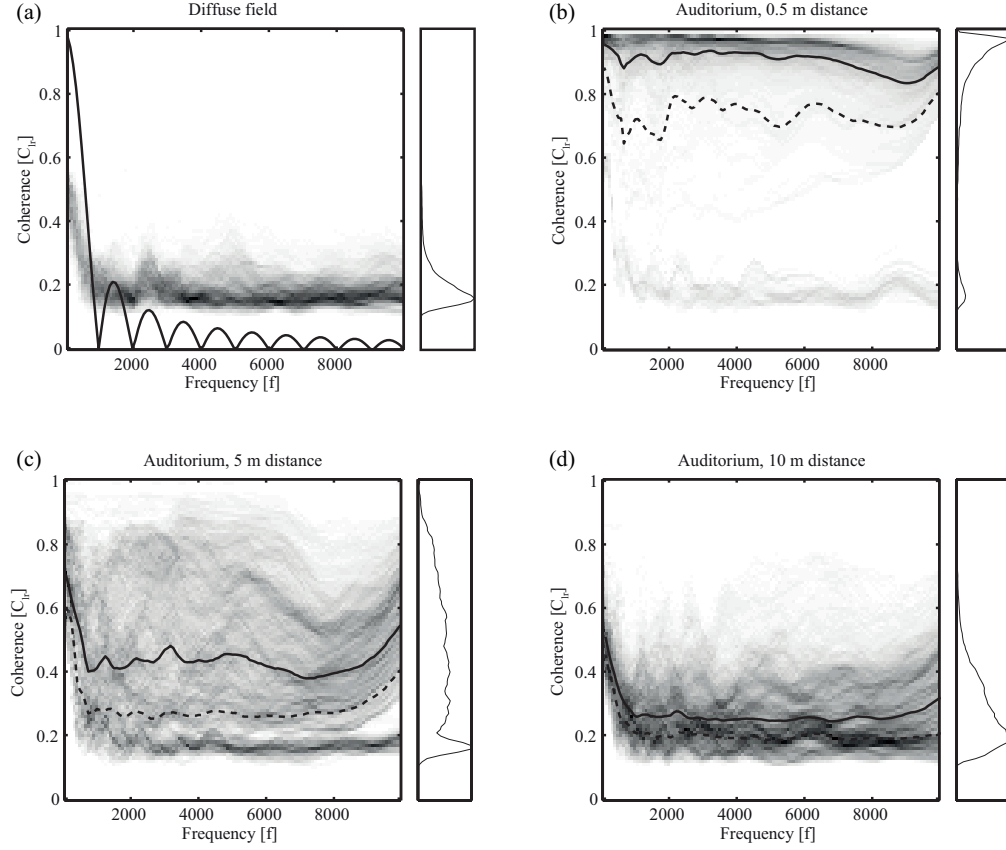 (a)
Diffuse field
1
0.8
0.6
0.4
0.2
0
Coherence [C_lr]
2000 4000 6000 8000
Frequency [f]
(b)
Auditorium, 0.5 m distance
1
0.8
0.6
0.4
0.2
0
Coherence [C_lr]
2000 4000 6000 8000
Frequency [f]
(c)
Auditorium, 5 m distance
1
0.8
0.6
0.4
0.2
0
Coherence [C_lr]
2000 4000 6000 8000
Frequency [f]
(d)
Auditorium, 10 m distance
1
0.8
0.6
0.4
0.2
0
Coherence [C_lr]
2000 4000 6000 8000
Frequency [f]